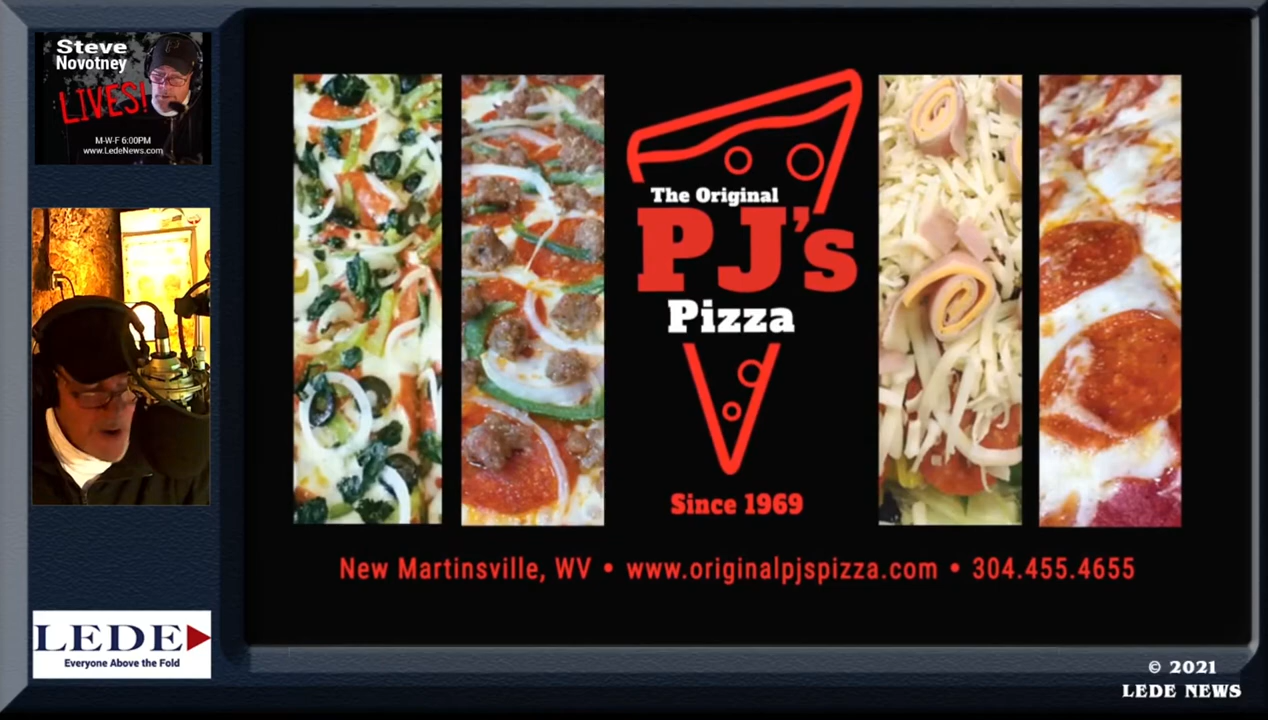 Steve
Novotney
LIVES!
M-W-F 6:00PM
www.LedeNews.com
The Original
PJ's
Pizza
Since 1969
New Martinsville, WV • www.originalpjspizza.com • 304.455.4655
LEDE
Everyone Above the Fold
© 2021
LEDE NEWS